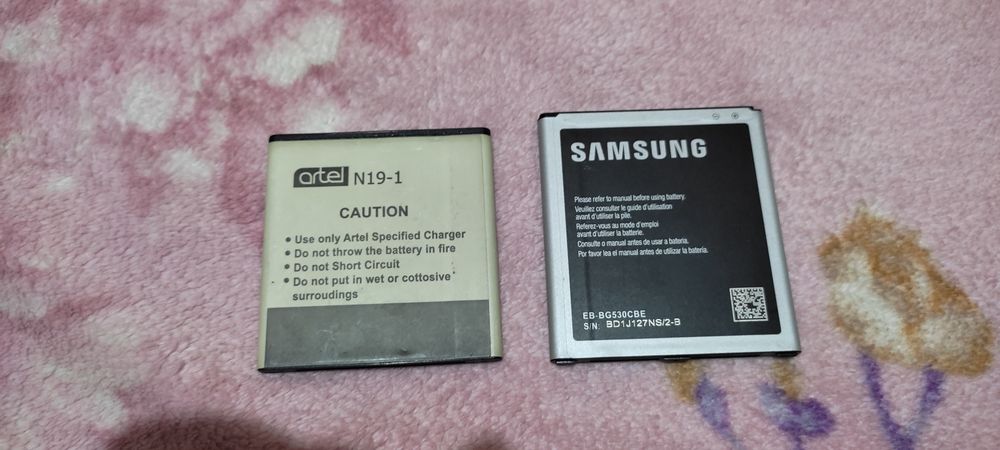 artel N19-1
CAUTION
• Use only Artel Specified Charger
• Do not throw the battery in fire
• Do not Short Circuit
• Do not put in wet or cottosive
surroudings
SAMSUNG
Please refer to manual before using battery.
Veuillez consulter le guide d'utilisation
avant d'utiliser la pile.
Referez-vous au mode d'emploi
avant d'utiliser la batterie.
Consulte o manual antes de usar a bateria.
Por favor lea el manual antes de utilizar la batería.
EB-BG530CBE
S/N: BD1J127NS/2-B